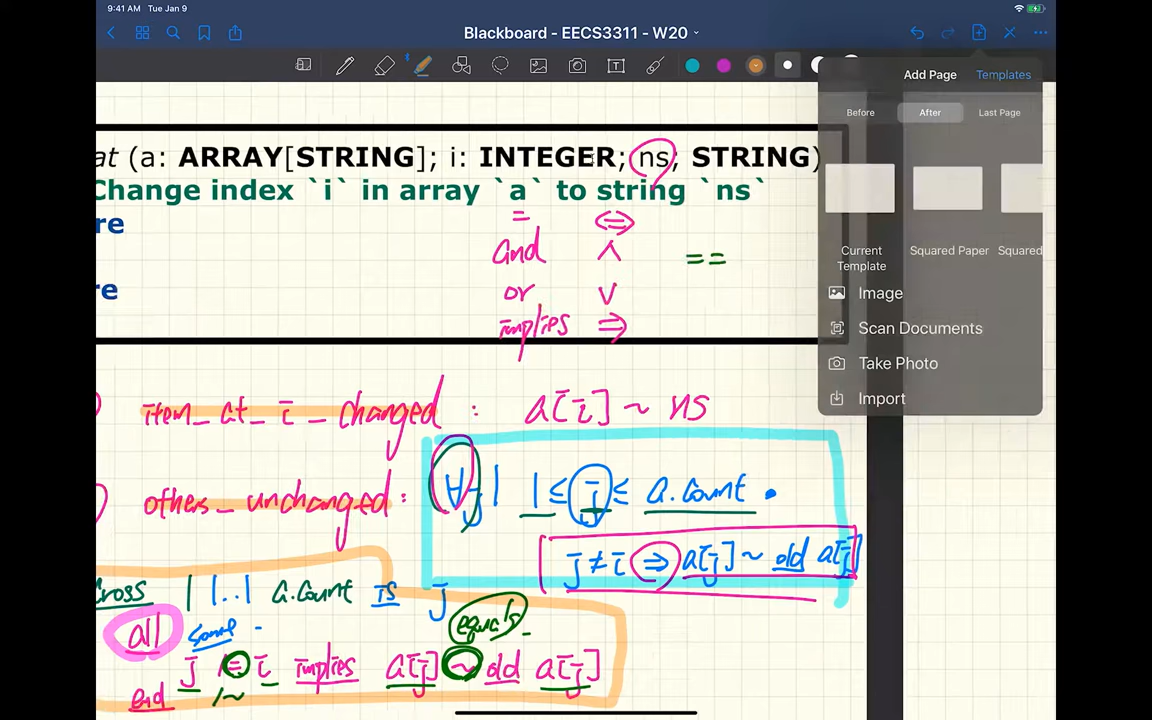 9:41 AM Tue Jan 9
Blackboard - EECS3311 - W20
Add Page Templates
Before After Last Page
at (a: ARRAY[STRING]; i: INTEGER; ns; STRING)
Change index `i` in array `a` to string `ns`
re
= ⇔
and ∧ ==
re
or ∨
implies ⇒
Current Template
Squared Paper
Squared
Image
Scan Documents
Take Photo
Import
item_at_i_changed : a[i] ~ ns
others_unchanged : ∀j | 1 ≤ j ≤ a.count •
j ≠ i ⇒ a[j] ~ old a[j]
cross 1 |..| a.count is j
all some equals
j /= i implies a[j] ~ old a[j]
end /~